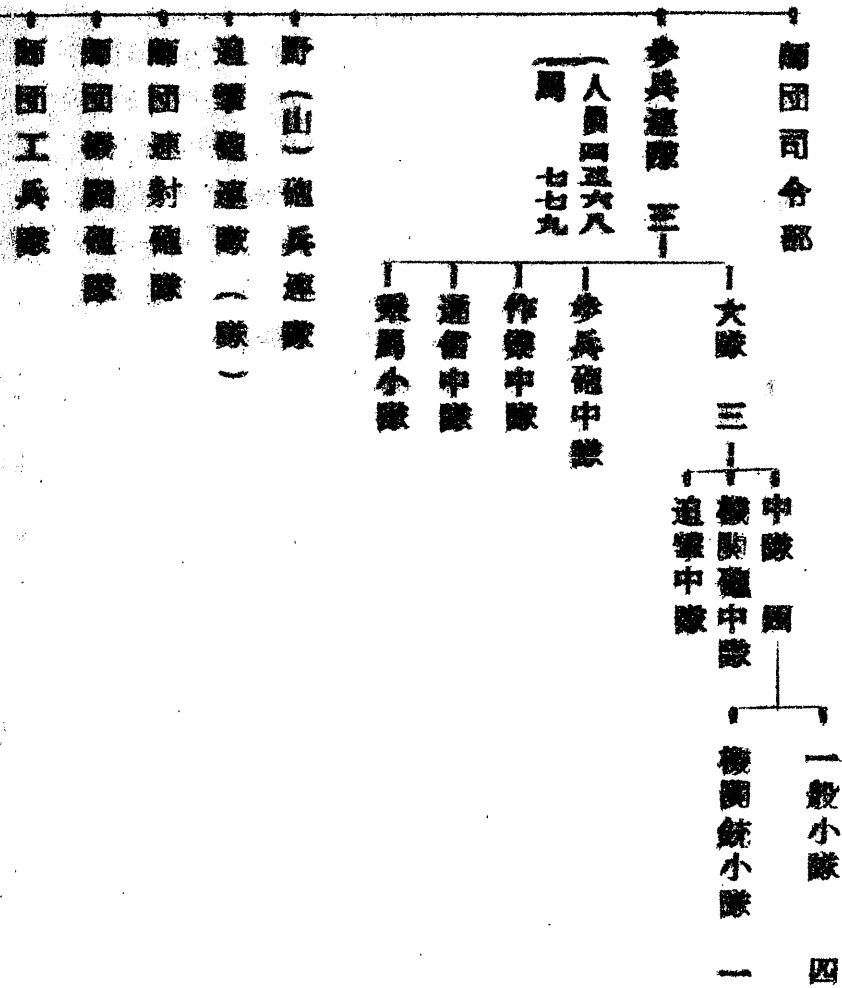 師団司令部
歩兵連隊 三
人員四五六八
馬 七七九
大隊 三
中隊 四
一般小隊 四
機関銃小隊 一
機関砲中隊
追撃中隊
歩兵砲中隊
作業中隊
通信中隊
乗馬小隊
野(山)砲兵連隊
追撃砲連隊(隊)
師団速射砲隊
師団機関砲隊
師団工兵隊